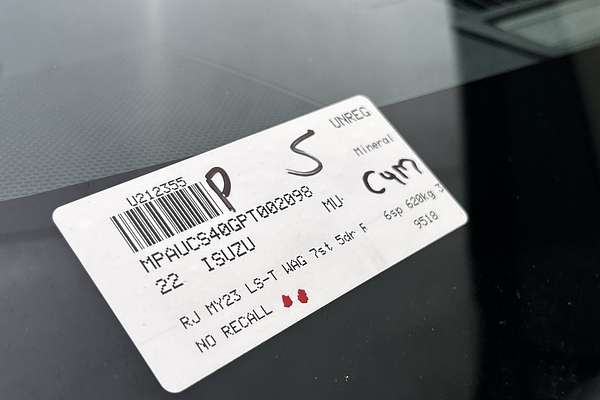 U212355
P
S
UNREG
MPAUCS40GPT002098
Mineral
22 ISUZU
MU-
CYM
RJ MY23 LS-T WAG 7st 5dr F
6sp 620kg 3
NO RECALL
9518